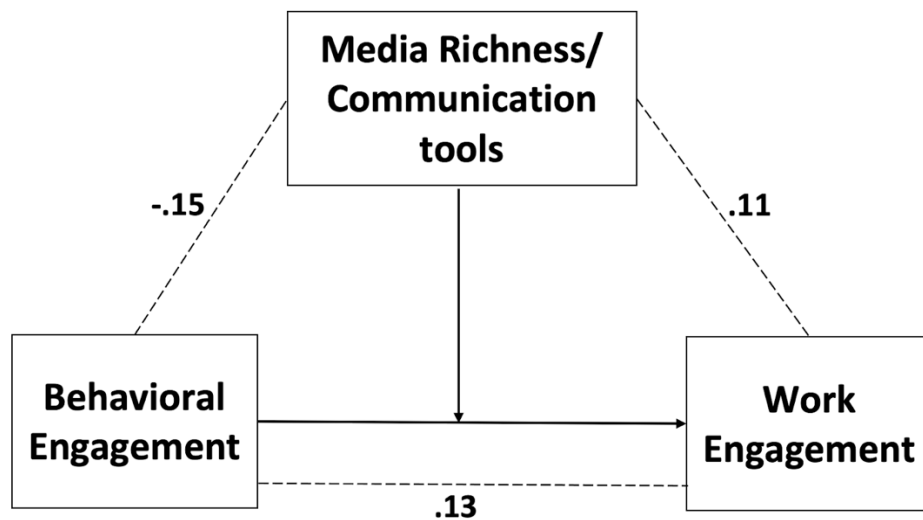 Media Richness/
Communication
tools
-.15
.11
Behavioral
Engagement
Work
Engagement
.13